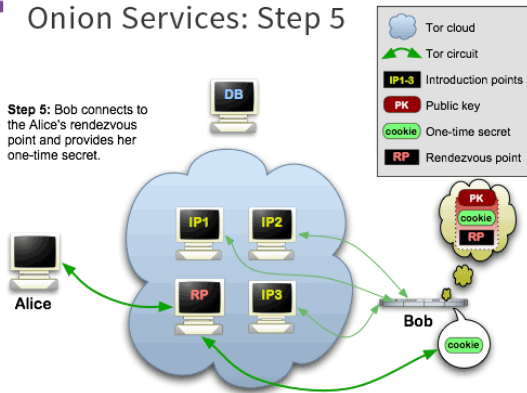 Onion Services: Step 5
Tor cloud
Tor circuit
IP1-3 Introduction points
PK Public key
cookie One-time secret
RP Rendezvous point
DB
Step 5: Bob connects to
the Alice's rendezvous
point and provides her
one-time secret.
PK
cookie
RP
IP1 IP2
RP IP3
Alice
Bob
cookie